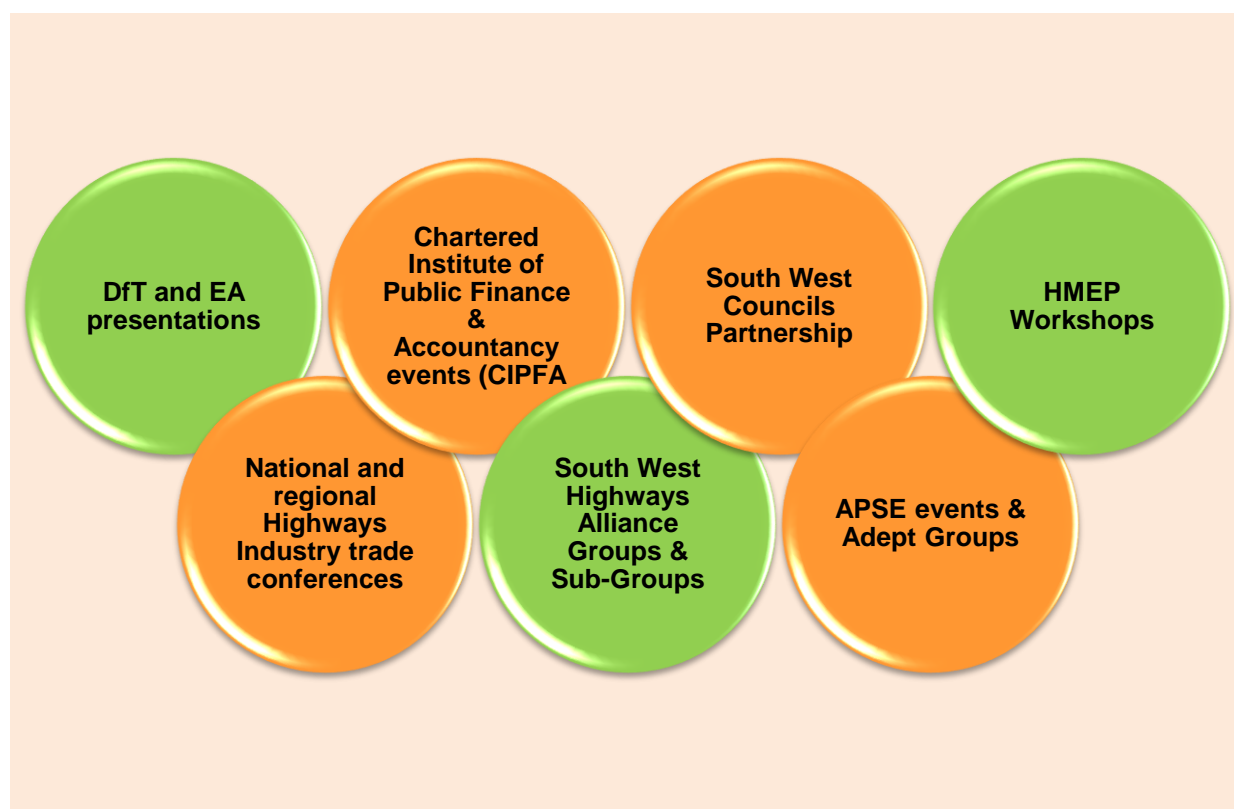 DfT and EA
presentations
Chartered
Institute of
Public Finance
&
Accountancy
events (CIPFA
South West
Councils
Partnership
HMEP
Workshops
National and
regional
Highways
Industry trade
conferences
South West
Highways
Alliance
Groups &
Sub-Groups
APSE events &
Adept Groups